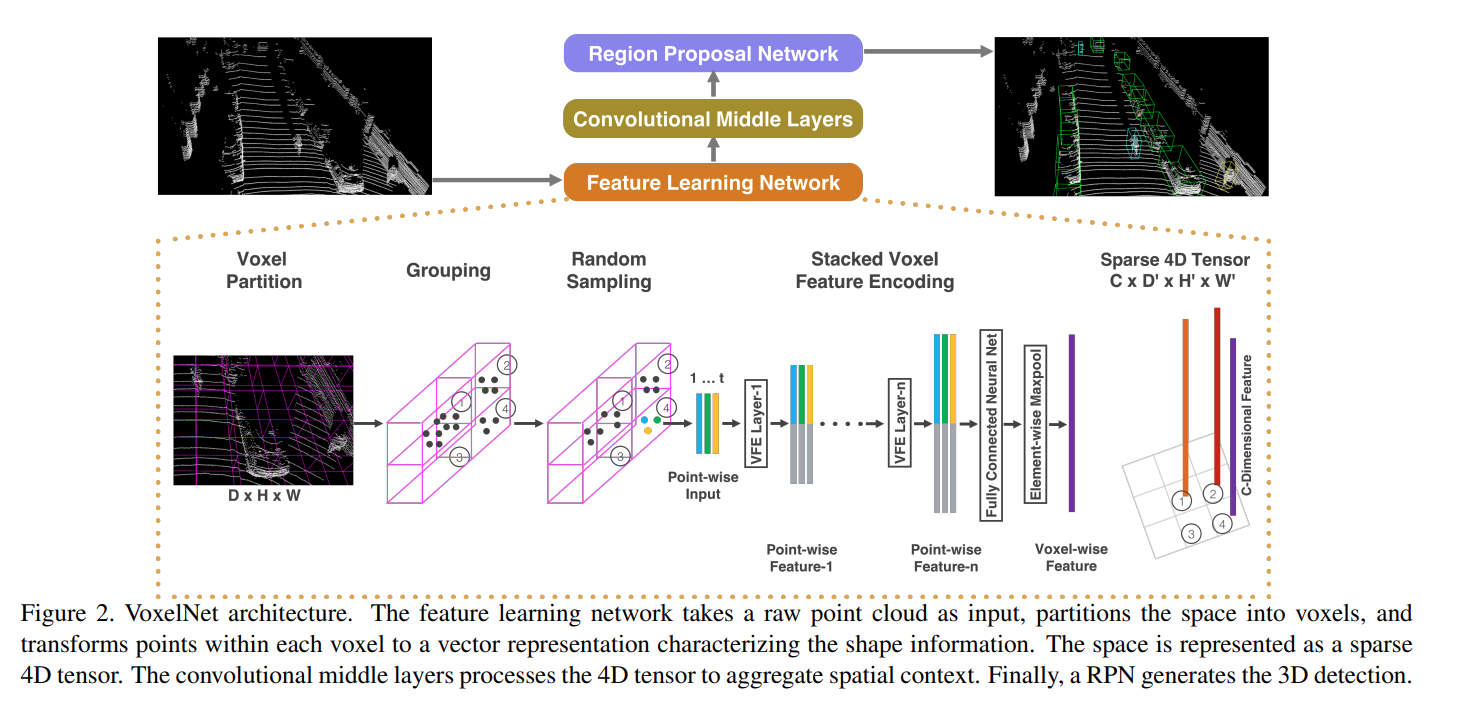 Region Proposal Network
Convolutional Middle Layers
Feature Learning Network
Voxel
Partition
Grouping
Random
Sampling
Stacked Voxel
Feature Encoding
Sparse 4D Tensor
C x D' x H' x W'
D x H x W
1
2
3
4
1
2
3
4
1 ... t
Point-wise
Input
VFE Layer-1
Point-wise
Feature-1
VFE Layer-n
Point-wise
Feature-n
Fully Connected Neural Net
Element-wise Maxpool
Voxel-wise
Feature
1
2
3
4
C-Dimensional Feature
Figure 2. VoxelNet architecture. The feature learning network takes a raw point cloud as input, partitions the space into voxels, and
transforms points within each voxel to a vector representation characterizing the shape information. The space is represented as a sparse
4D tensor. The convolutional middle layers processes the 4D tensor to aggregate spatial context. Finally, a RPN generates the 3D detection.